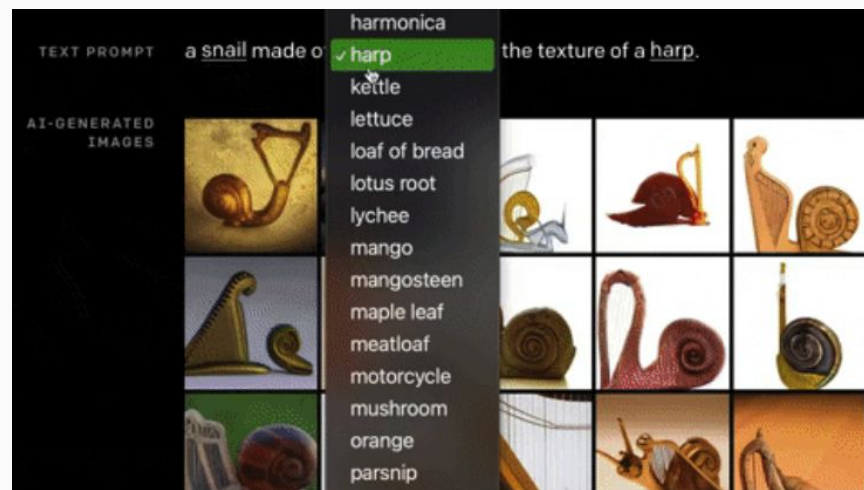 harmonica
TEXT PROMPT a snail made o ✓ harp the texture of a harp.
kettle
AI-GENERATED
IMAGES
lettuce
loaf of bread
lotus root
lychee
mango
mangosteen
maple leaf
meatloaf
motorcycle
mushroom
orange
parsnip